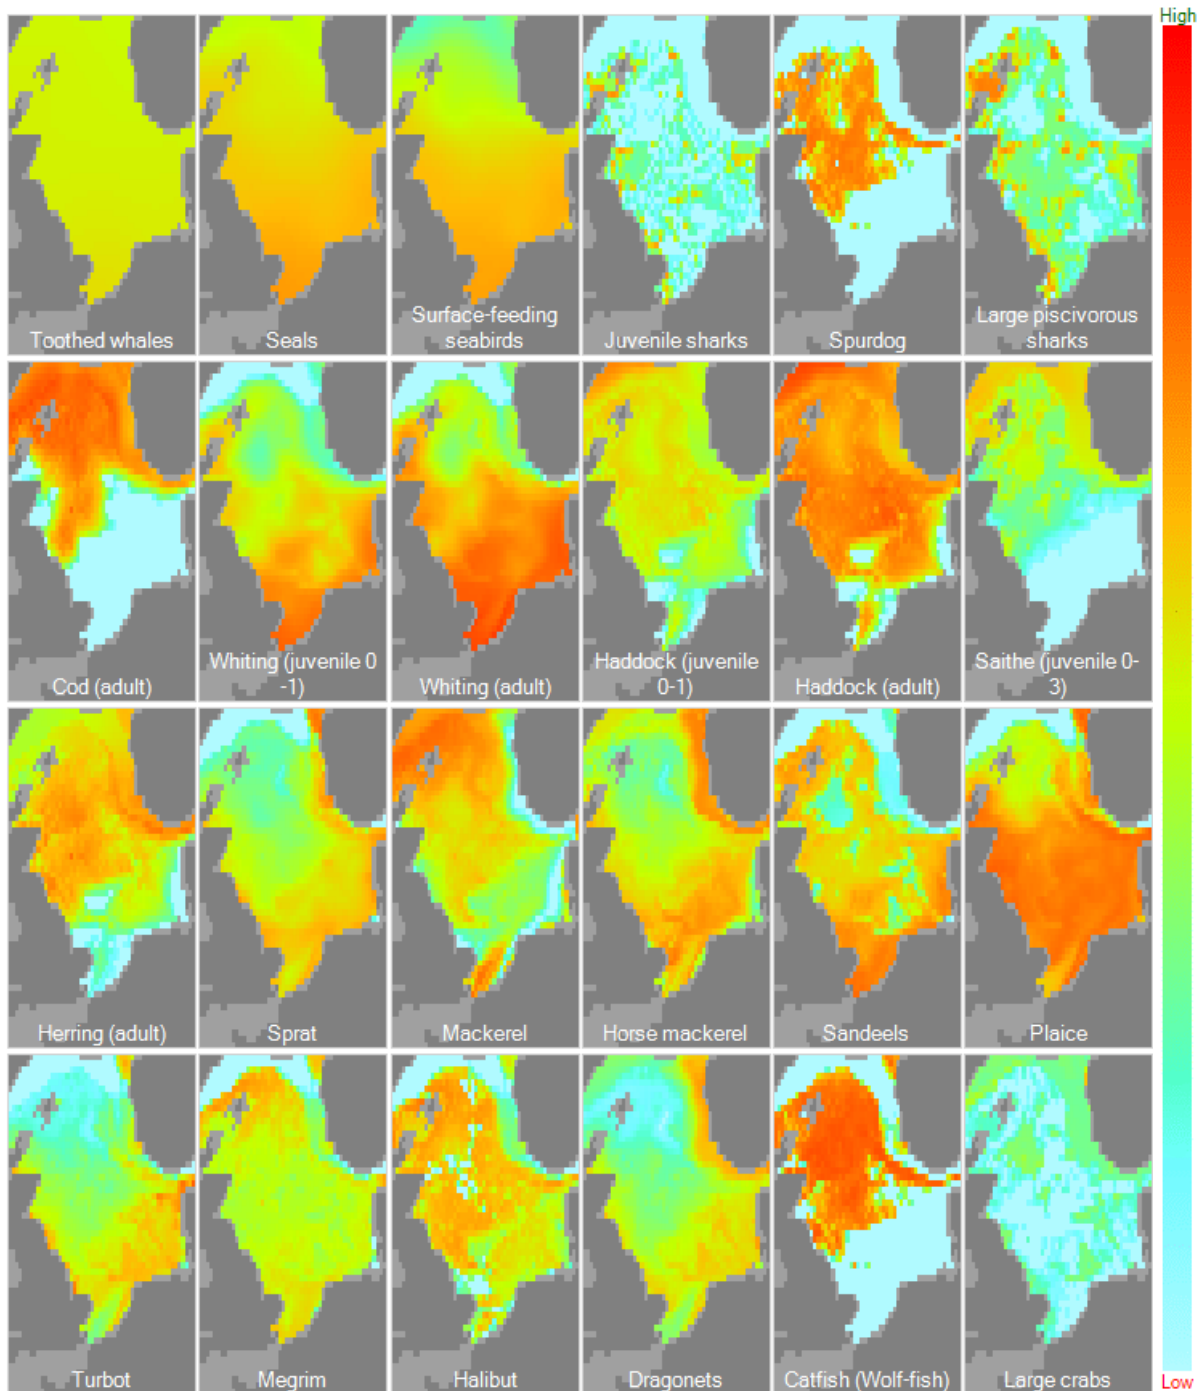 High
Toothed whales
Seals
Surface-feeding
seabirds
Juvenile sharks
Spurdog
Large piscivorous
sharks
Cod (adult)
Whiting (juvenile 0
-1)
Whiting (adult)
Haddock (juvenile
0-1)
Haddock (adult)
Saithe (juvenile 0-
3)
Herring (adult)
Sprat
Mackerel
Horse mackerel
Sandeels
Plaice
Turbot
Megrim
Halibut
Dragonets
Catfish (Wolf-fish)
Large crabs
Low